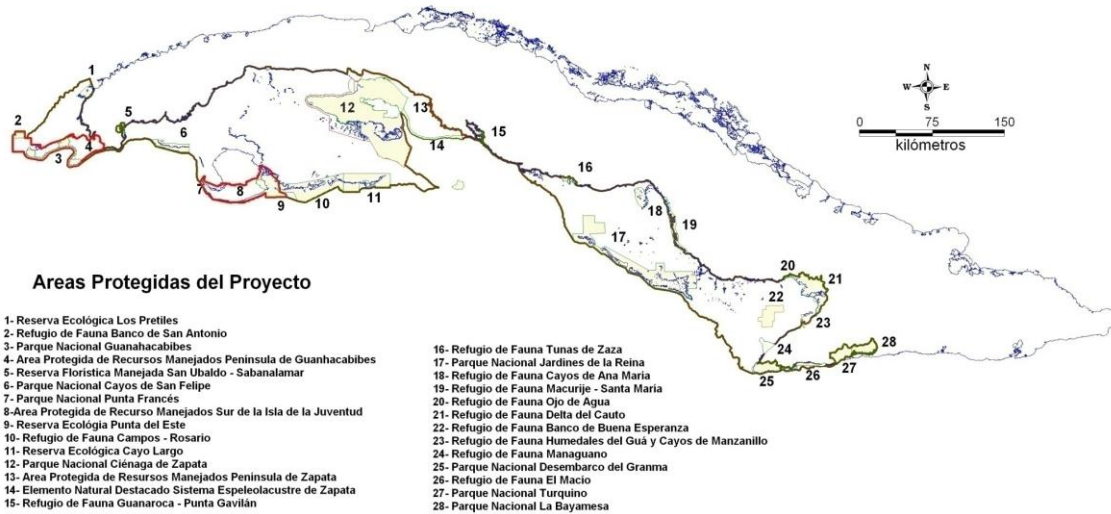 1
2
3
4
5
6
7
8
9
10
11
12
13
14
15
16
17
18
19
20
21
22
23
24
25
26
27
28
N
W E
S
0 75 150
kilómetros
Areas Protegidas del Proyecto
1- Reserva Ecológica Los Pretiles
2- Refugio de Fauna Banco de San Antonio
3- Parque Nacional Guanahacabibes
4- Area Protegida de Recursos Manejados Peninsula de Guanhacabibes
5- Reserva Florística Manejada San Ubaldo - Sabanalamar
6- Parque Nacional Cayos de San Felipe
7- Parque Nacional Punta Francés
8-Area Protegida de Recurso Manejados Sur de la Isla de la Juventud
9- Reserva Ecológia Punta del Este
10- Refugio de Fauna Campos - Rosario
11- Reserva Ecológica Cayo Largo
12- Parque Nacional Ciénaga de Zapata
13- Area Protegida de Recursos Manejados Península de Zapata
14- Elemento Natural Destacado Sistema Espeleolacustre de Zapata
15- Refugio de Fauna Guanaroca - Punta Gavilán
16- Refugio de Fauna Tunas de Zaza
17- Parque Nacional Jardines de la Reina
18- Refugio de Fauna Cayos de Ana Maria
19- Refugio de Fauna Macurije - Santa María
20- Refugio de Fauna Ojo de Agua
21- Refugio de Fauna Delta del Cauto
22- Refugio de Fauna Banco de Buena Esperanza
23- Refugio de Fauna Humedales del Guá y Cayos de Manzanillo
24- Refugio de Fauna Managuano
25- Parque Nacional Desembarco del Granma
26- Refugio de Fauna El Macio
27- Parque Nacional Turquino
28- Parque Nacional La Bayamesa